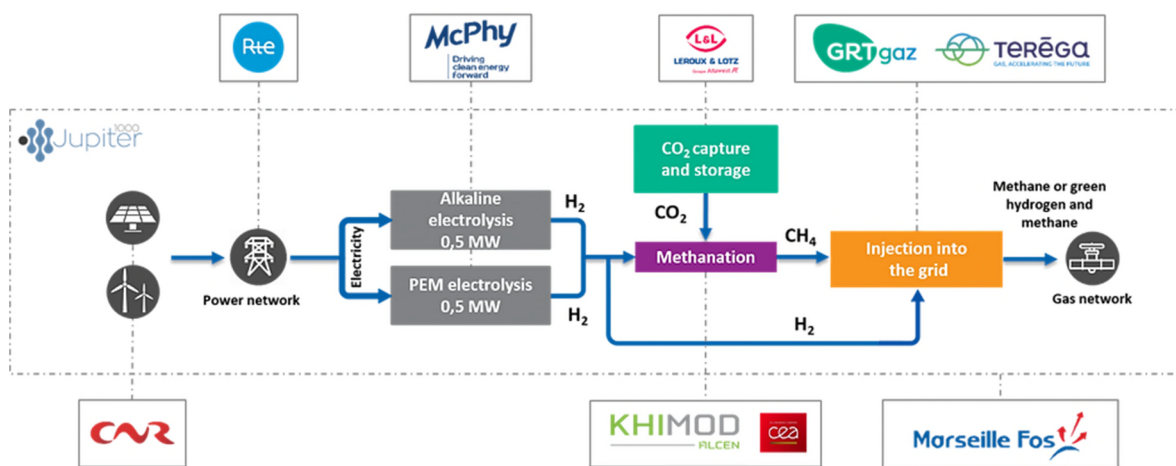 Rte
McPhy
Driving
clean energy
forward
L&L
LEROUX & LOTZ
GRTgaz
TERĒGA
GAS, ACCELERATING THE FUTURE
Jupiter 1000
CO₂ capture
and storage
Methane or green
hydrogen and
methane
Alkaline
electrolysis
0,5 MW
H₂
CO₂
Electricity
Methanation
CH₄
Injection into
the grid
Power network
PEM electrolysis
0,5 MW
H₂
Gas network
H₂
CNR
KHIMOD
ALCEN
cea
Marseille Fos